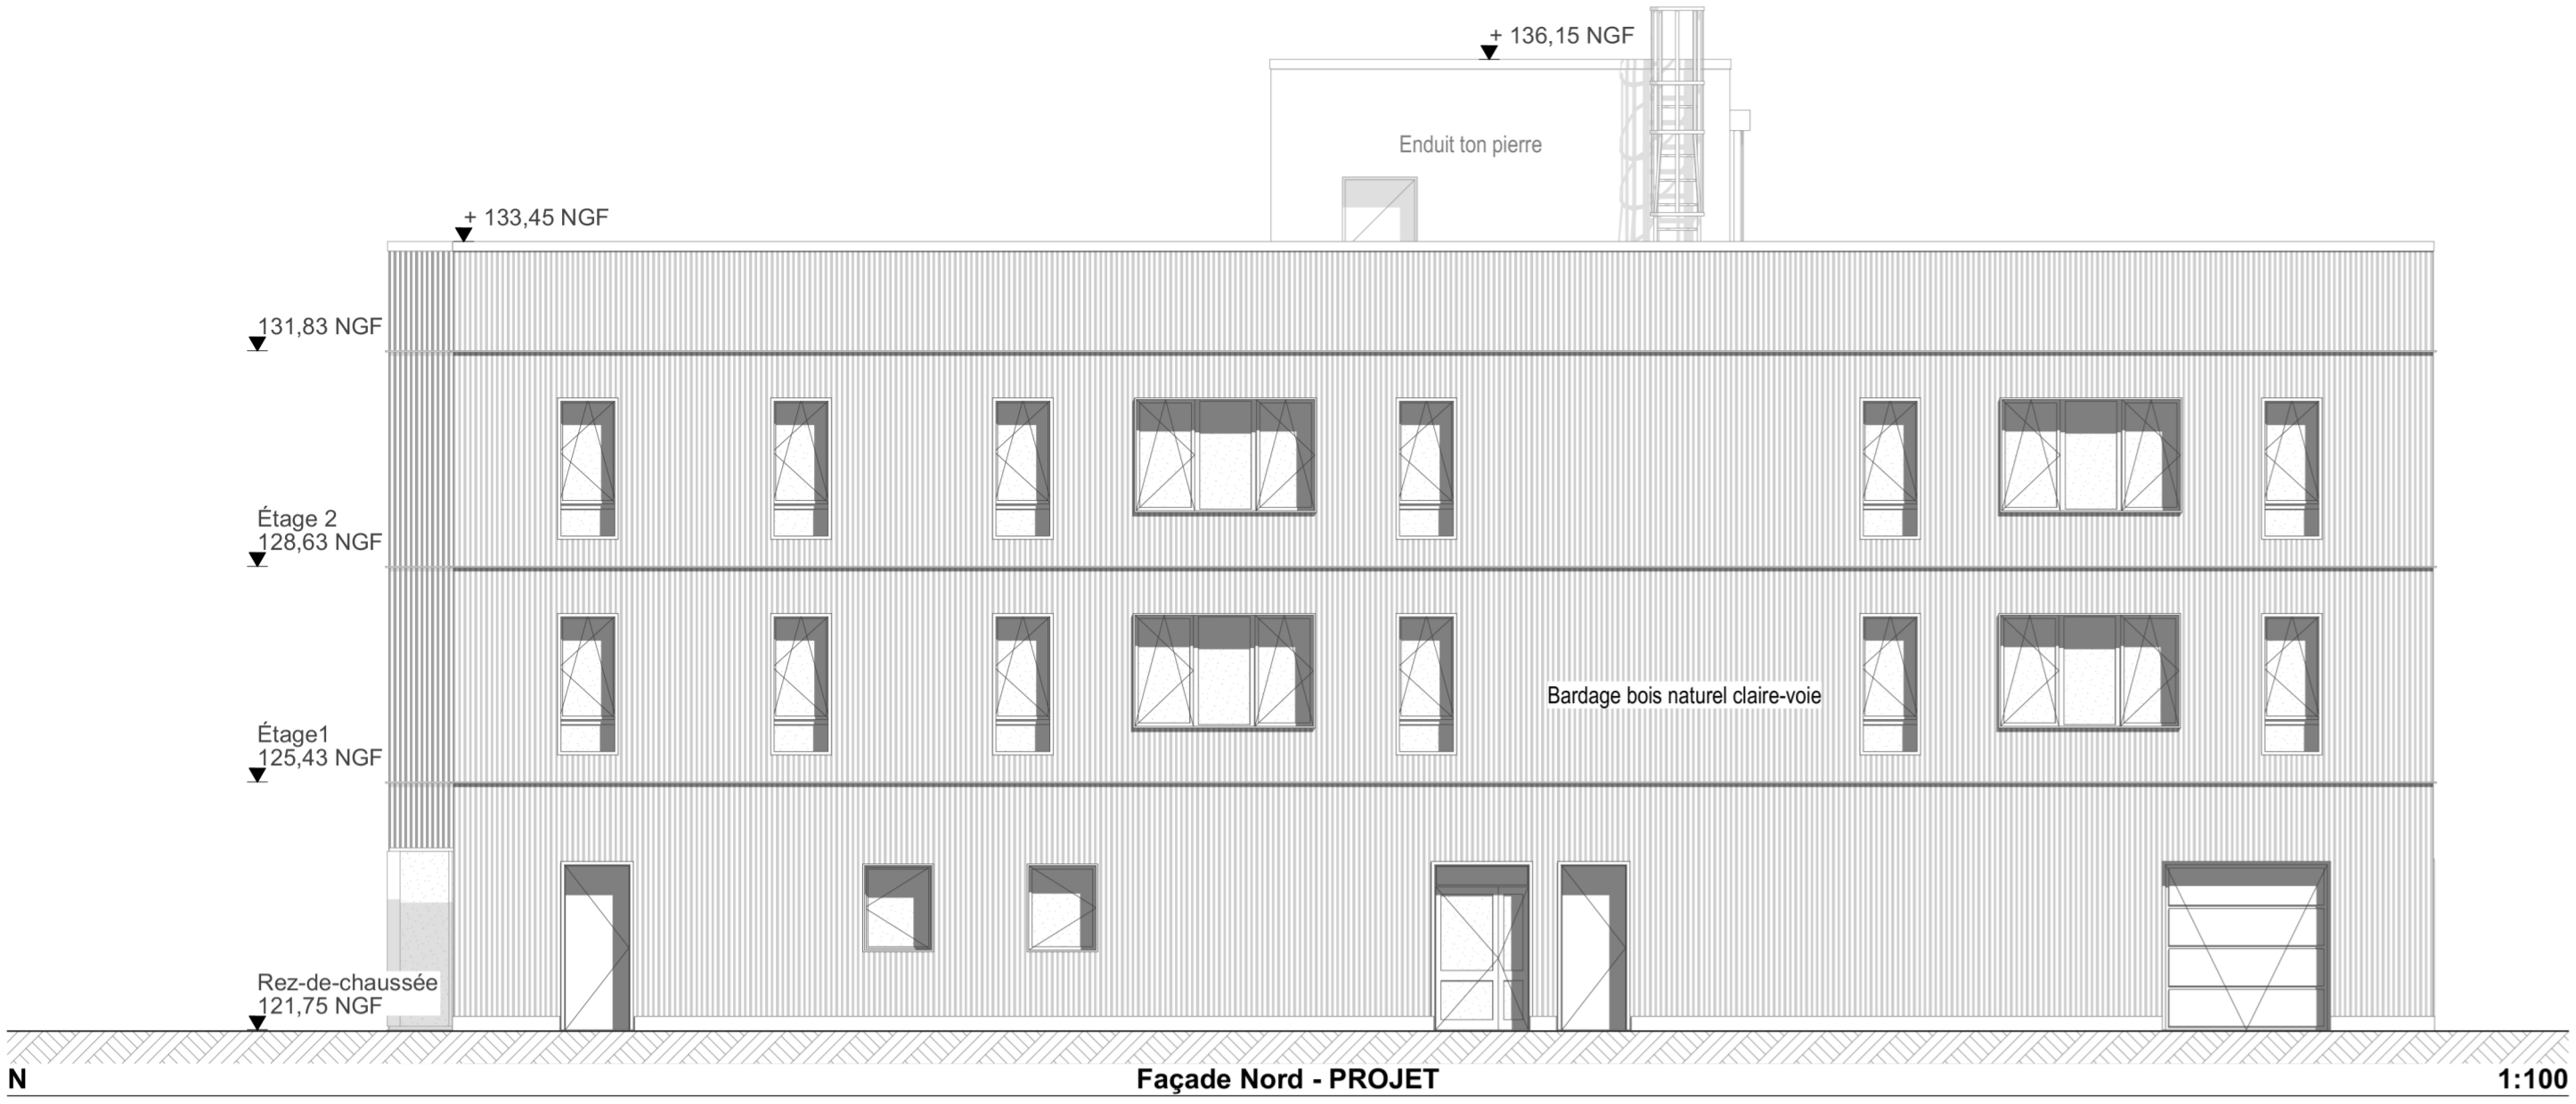 + 136,15 NGF
Enduit ton pierre
+ 133,45 NGF
131,83 NGF
Étage 2
128,63 NGF
Bardage bois naturel claire-voie
Étage1
125,43 NGF
Rez-de-chaussée
121,75 NGF
N
Façade Nord - PROJET
1:100